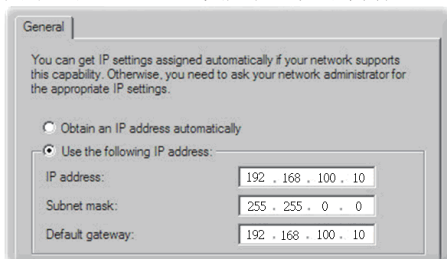 General
You can get IP settings assigned automatically if your network supports
this capability. Otherwise, you need to ask your network administrator for
the appropriate IP settings.
Obtain an IP address automatically
Use the following IP address:
IP address: 192 . 168 . 100 . 10
Subnet mask: 255 . 255 . 0 . 0
Default gateway: 192 . 168 . 100 . 10